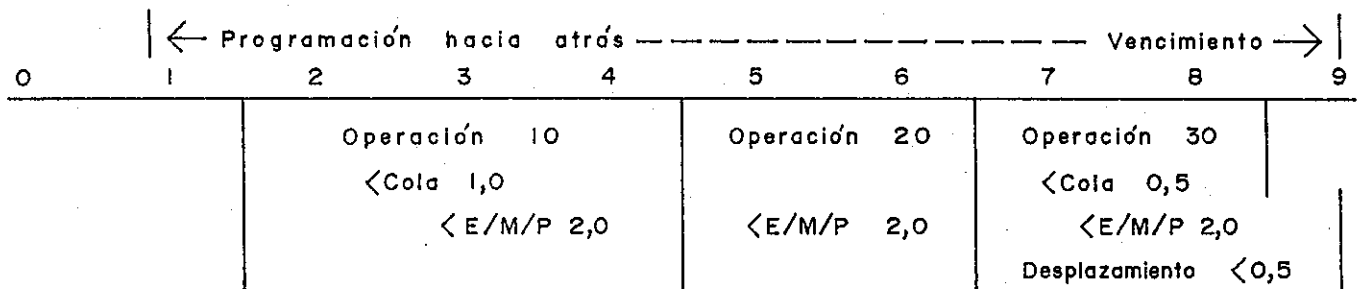 ← Programación hacia atrás ---------- Vencimiento →
0 1 2 3 4 5 6 7 8 9
Operación 10 Operación 20 Operación 30
<Cola 1,0 <Cola 0,5
<E/M/P 2,0 <E/M/P 2,0 <E/M/P 2,0
Desplazamiento <0,5